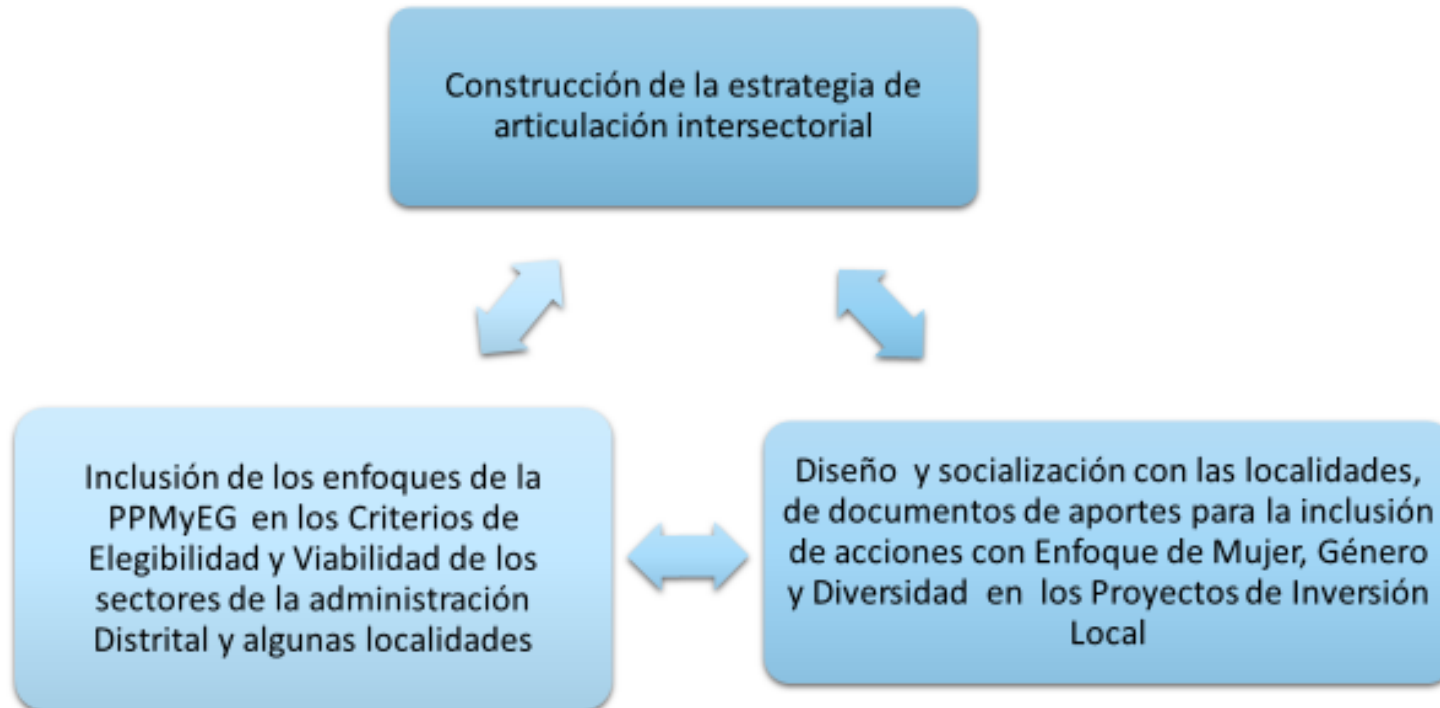 Construcción de la estrategia de
articulación intersectorial
Inclusión de los enfoques de la
PPMyEG en los Criterios de
Elegibilidad y Viabilidad de los
sectores de la administración
Distrital y algunas localidades
Diseño y socialización con las localidades,
de documentos de aportes para la inclusión
de acciones con Enfoque de Mujer, Género
y Diversidad en los Proyectos de Inversión
Local